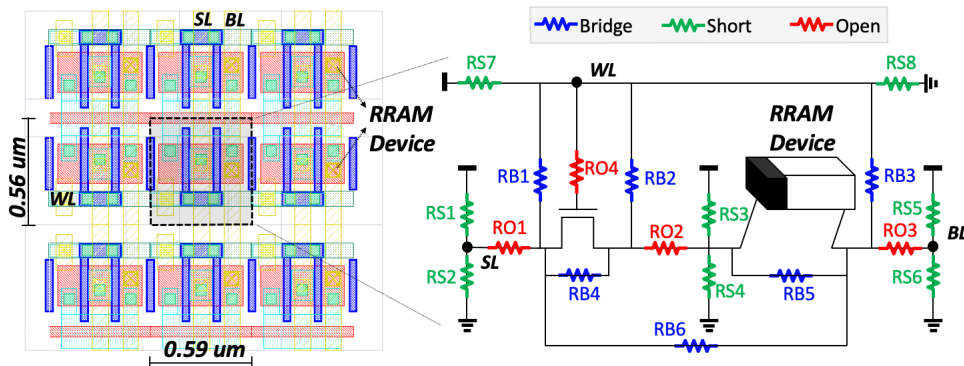 SL BL
RRAM
Device
WL
0.56 um
0.59 um
Bridge Short Open
RS7 WL RS8
RRAM
Device
RB1 RO4 RB2 RB3
RS1 RS3 RS5
RO1 RO2 RO3 BL
SL
RS2 RB4 RS4 RB5 RS6
RB6